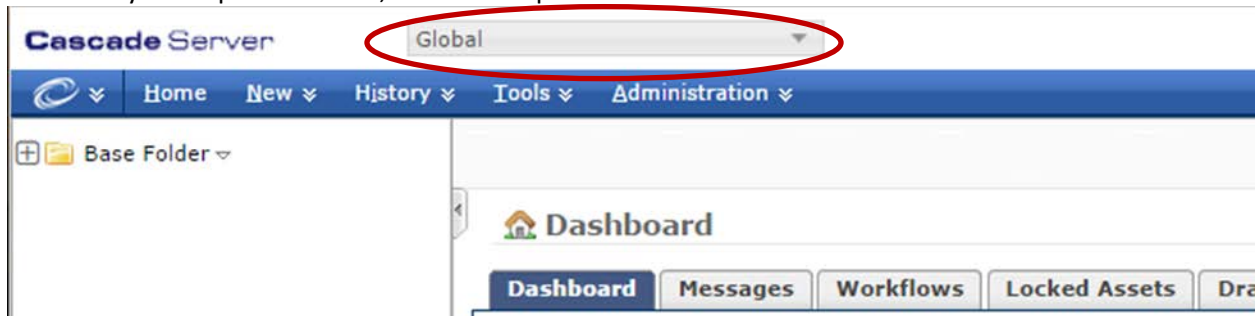 Cascade Server Global
Home New History Tools Administration
Base Folder
Dashboard
Dashboard Messages Workflows Locked Assets